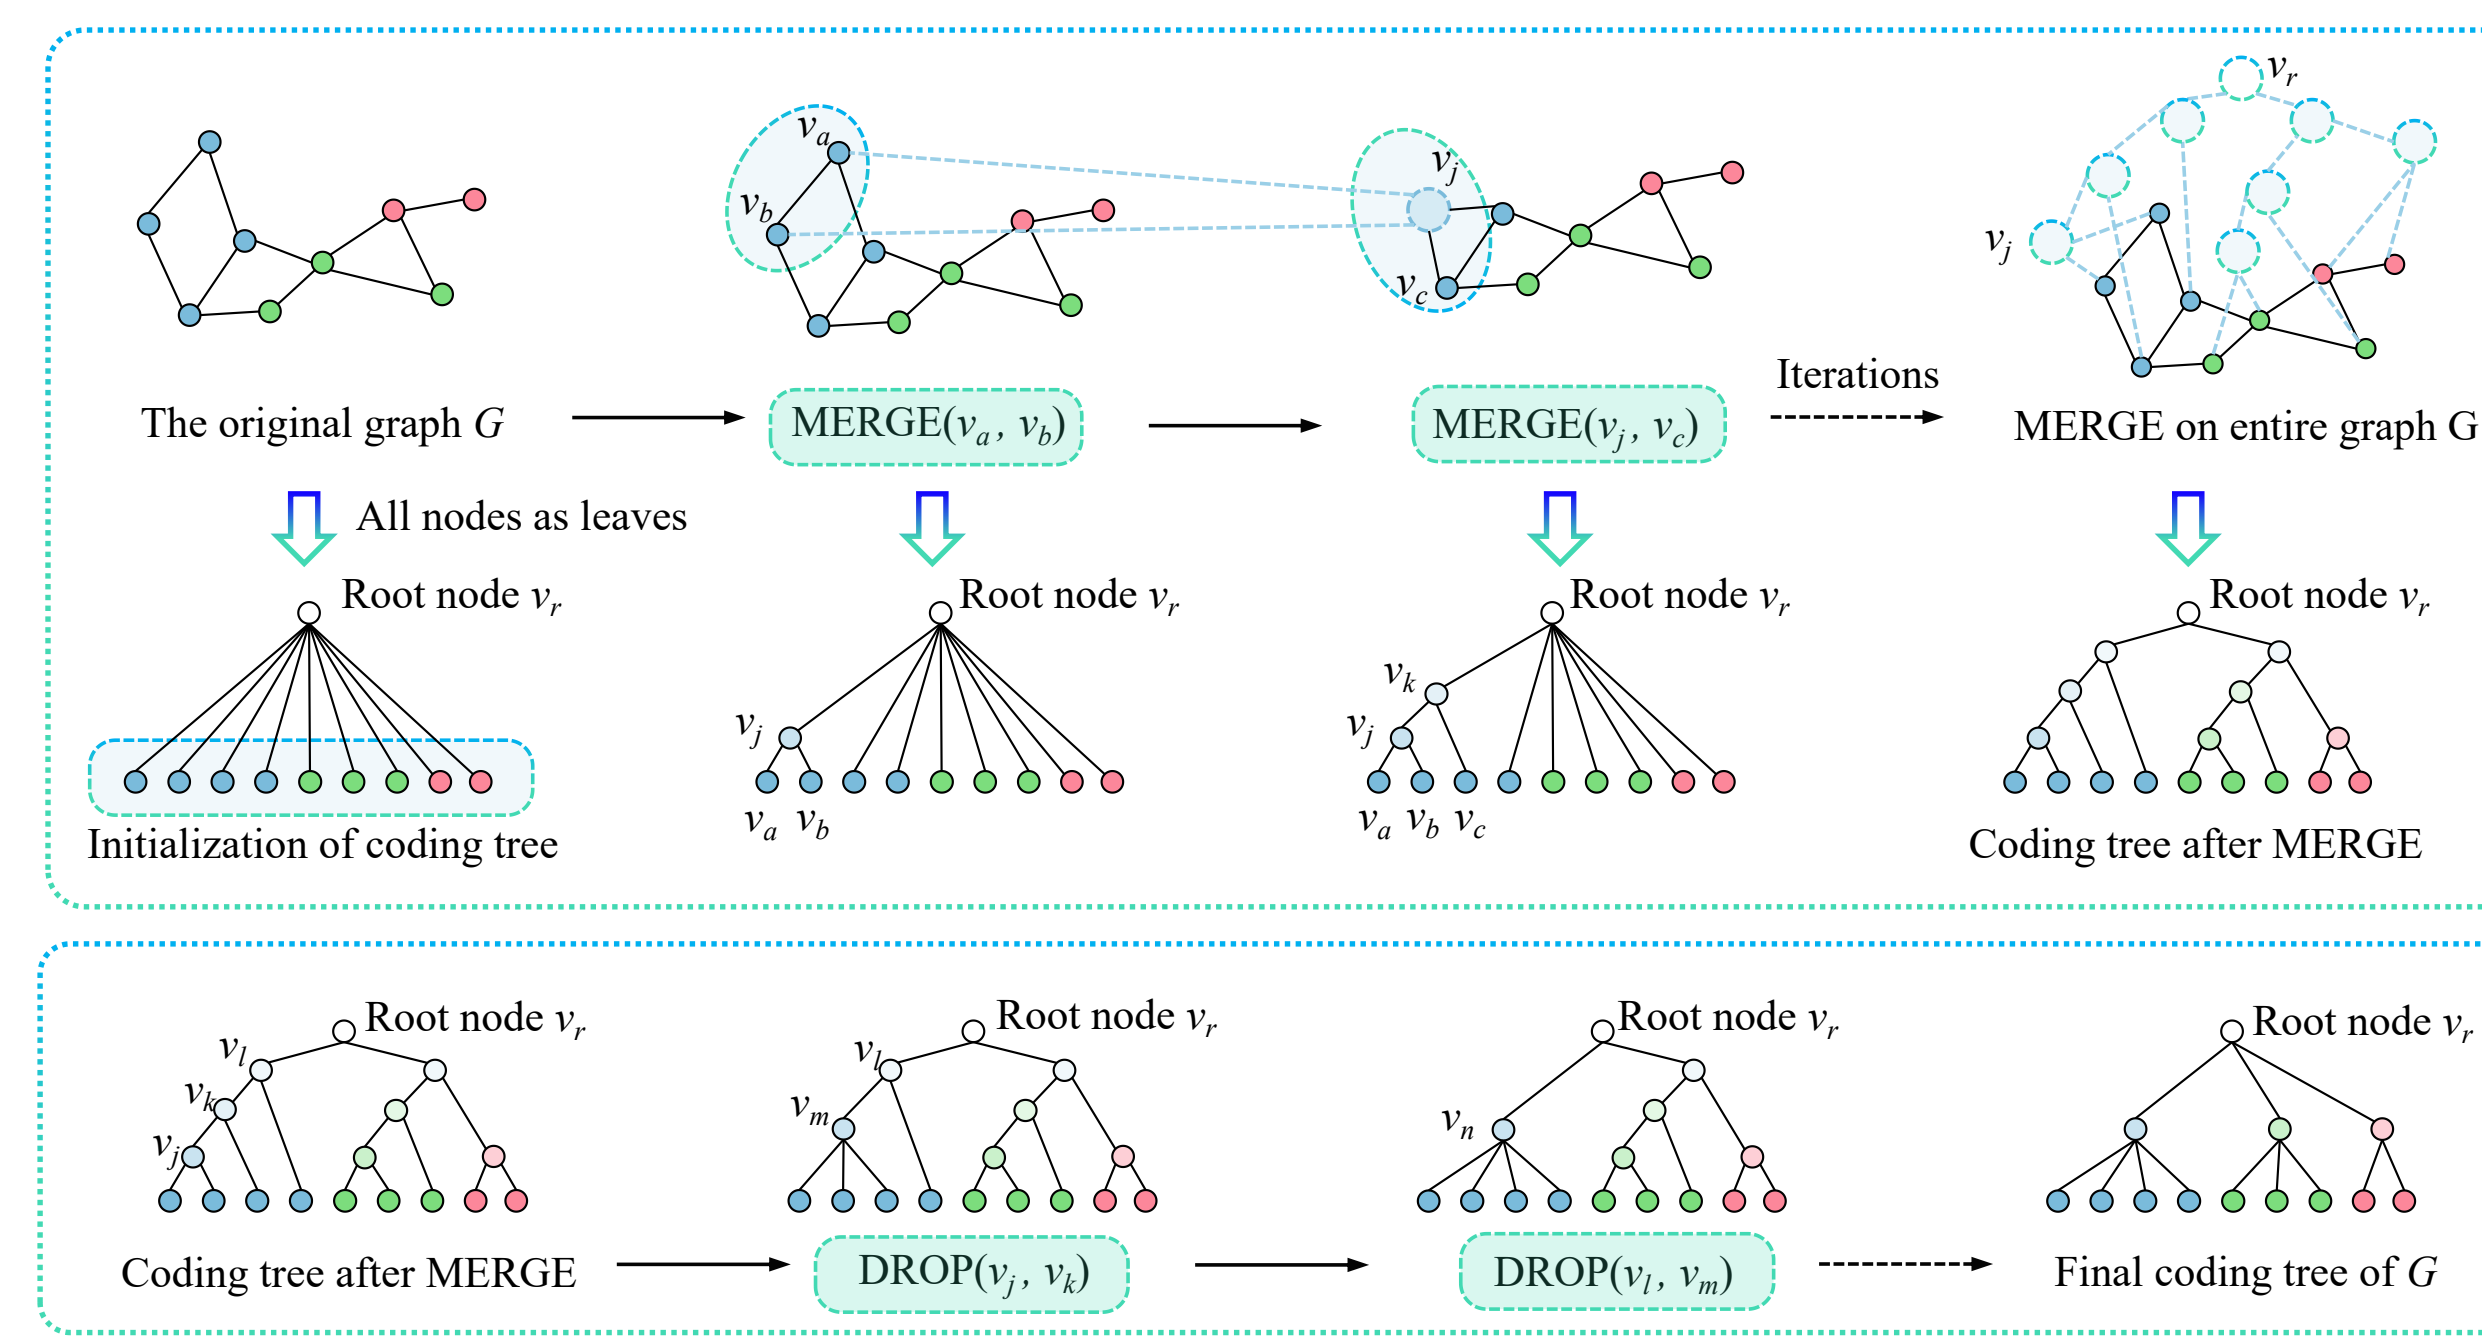 v_r
v_a
v_b
v_j
v_c
v_j
The original graph G
MERGE(v_a, v_b)
MERGE(v_j, v_c)
Iterations
MERGE on entire graph G
All nodes as leaves
Root node v_r
Root node v_r
Root node v_r
Root node v_r
v_j
v_k
v_j
v_a v_b
v_a v_b v_c
Initialization of coding tree
Coding tree after MERGE
Root node v_r
Root node v_r
Root node v_r
Root node v_r
v_l
v_k
v_j
v_l
v_m
v_n
Coding tree after MERGE
DROP(v_j, v_k)
DROP(v_l, v_m)
Final coding tree of G